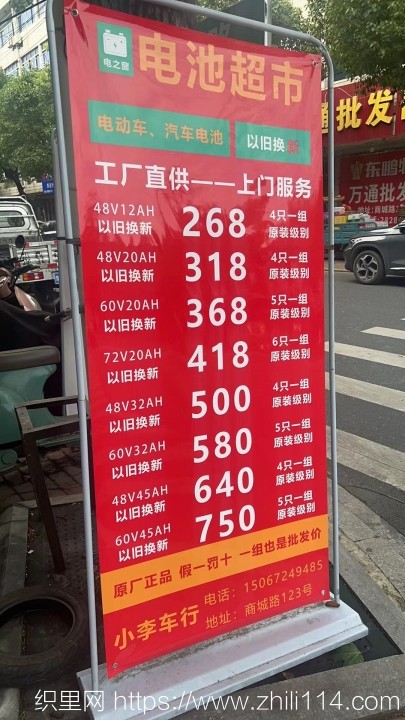 电之窗
电池超市
电动车、汽车电池
以旧换新
工厂直供——上门服务
48V12AH
以旧换新
268
4只一组
原装级别
48V20AH
以旧换新
318
4只一组
原装级别
60V20AH
以旧换新
368
5只一组
原装级别
72V20AH
以旧换新
418
6只一组
原装级别
48V32AH
以旧换新
500
4只一组
原装级别
60V32AH
以旧换新
580
5只一组
原装级别
48V45AH
以旧换新
640
4只一组
原装级别
60V45AH
以旧换新
750
5只一组
原装级别
原厂正品 假一罚十 一组也是批发价
小李车行
电话：15067249485
地址：商城路123号
通批发
东鹏
万通批发
地址:商城路
织里网 https://www.zhili114.com